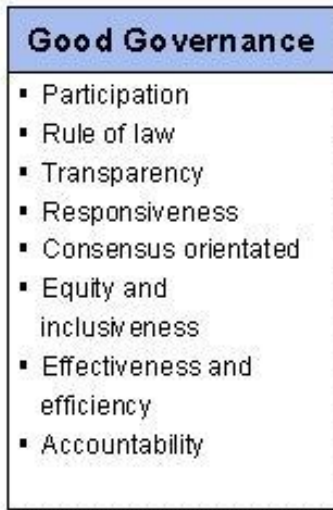 Good Governance
▪ Participation
▪ Rule of law
▪ Transparency
▪ Responsiveness
▪ Consensus orientated
▪ Equity and
inclusiveness
▪ Effectiveness and
efficiency
▪ Accountability